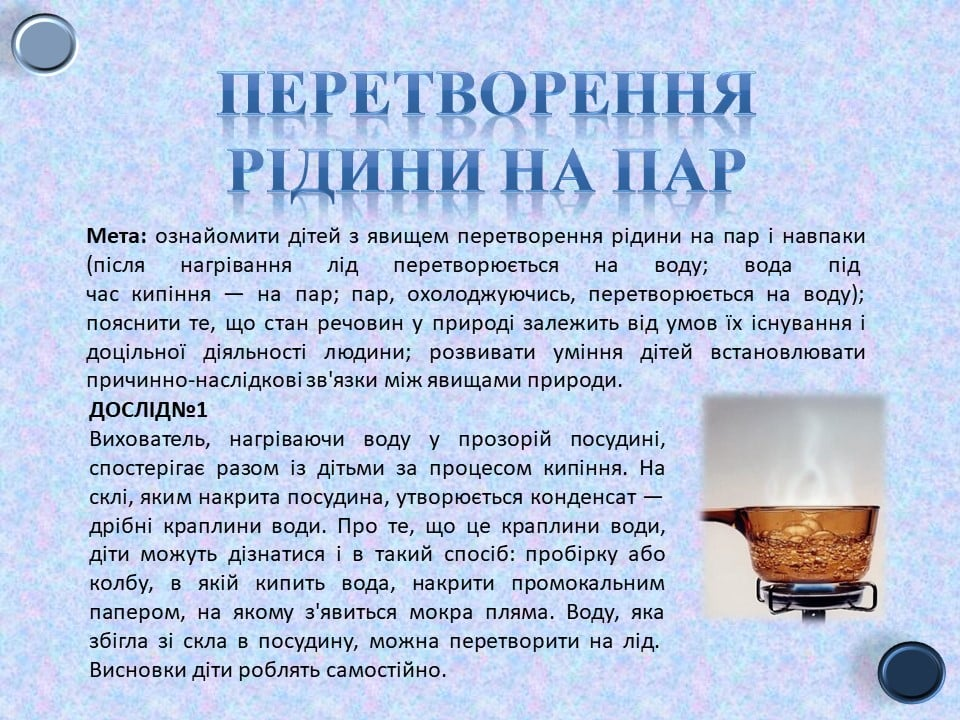 ПЕРЕТВОРЕННЯ
РІДИНИ НА ПАР
Мета: ознайомити дітей з явищем перетворення рідини на пар і навпаки
(після нагрівання лід перетворюється на воду; вода під
час кипіння — на пар; пар, охолоджуючись, перетворюється на воду);
пояснити те, що стан речовин у природі залежить від умов їх існування і
доцільної діяльності людини; розвивати уміння дітей встановлювати
причинно-наслідкові зв'язки між явищами природи.
ДОСЛІД№1
Вихователь, нагріваючи воду у прозорій посудині,
спостерігає разом із дітьми за процесом кипіння. На
склі, яким накрита посудина, утворюється конденсат —
дрібні краплини води. Про те, що це краплини води,
діти можуть дізнатися і в такий спосіб: пробірку або
колбу, в якій кипить вода, накрити промокальним
папером, на якому з'явиться мокра пляма. Воду, яка
збігла зі скла в посудину, можна перетворити на лід.
Висновки діти роблять самостійно.